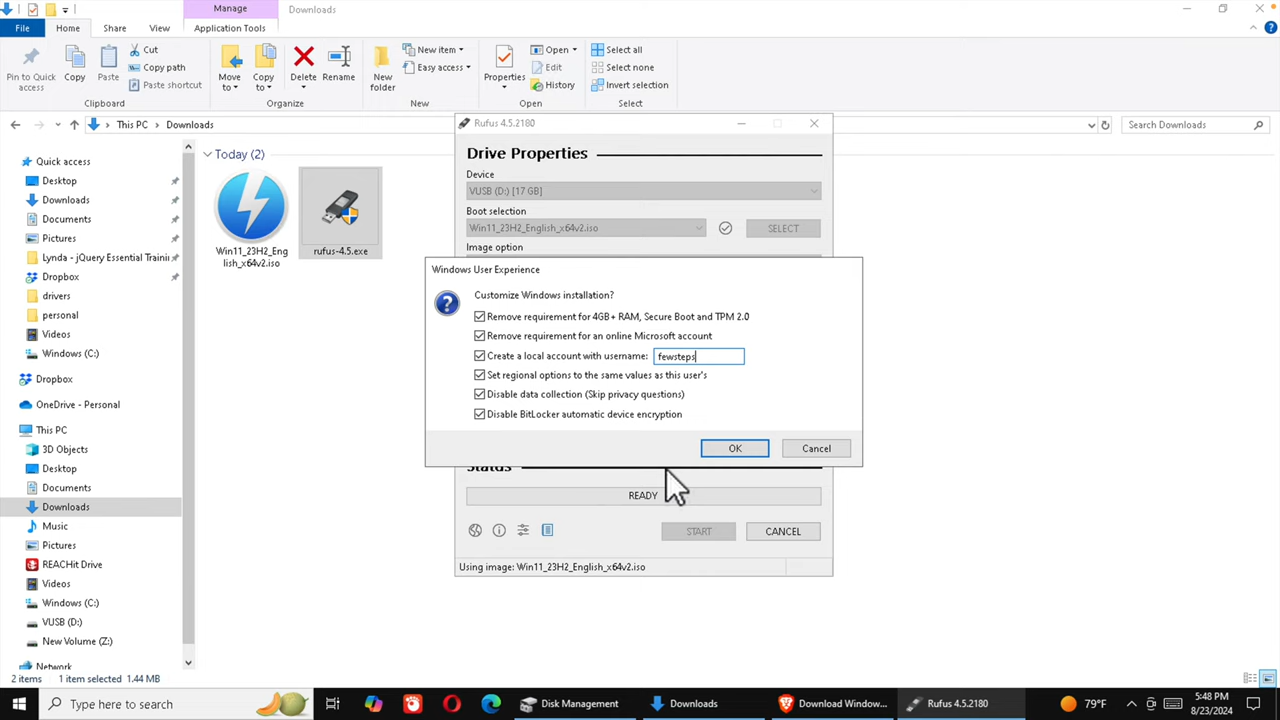 Manage
Downloads
File
Home
Share
View
Application Tools
Pin to Quick access
Copy
Paste
Cut
Copy path
Paste shortcut
Clipboard
Move to
Copy to
Delete
Rename
Organize
New folder
New item
Easy access
New
Properties
Open
Edit
History
Open
Select all
Select none
Invert selection
Select
This PC
Downloads
Search Downloads
Quick access
Desktop
Downloads
Documents
Pictures
Lynda - jQuery Essential Traini
Dropbox
drivers
personal
Videos
Windows (C:)
Dropbox
OneDrive - Personal
This PC
3D Objects
Desktop
Documents
Downloads
Music
Pictures
REACHit Drive
Videos
Windows (C:)
VUSB (D:)
New Volume (Z:)
Network
Today (2)
Win11_23H2_Eng
lish_x64v2.iso
rufus-4.5.exe
Rufus 4.5.2180
Drive Properties
Device
VUSB (D:) [17 GB]
Boot selection
Win11_23H2_English_x64v2.iso
SELECT
Image option
Windows User Experience
?
Customize Windows installation?
Remove requirement for 4GB+ RAM, Secure Boot and TPM 2.0
Remove requirement for an online Microsoft account
Create a local account with username: fewsteps
Set regional options to the same values as this user's
Disable data collection (Skip privacy questions)
Disable BitLocker automatic device encryption
OK
Cancel
Status
READY
START
CANCEL
Using image: Win11_23H2_English_x64v2.iso
2 items
1 item selected 1.44 MB
Type here to search
Disk Management
Downloads
Download Window...
Rufus 4.5.2180
79°F
5:48 PM
8/23/2024